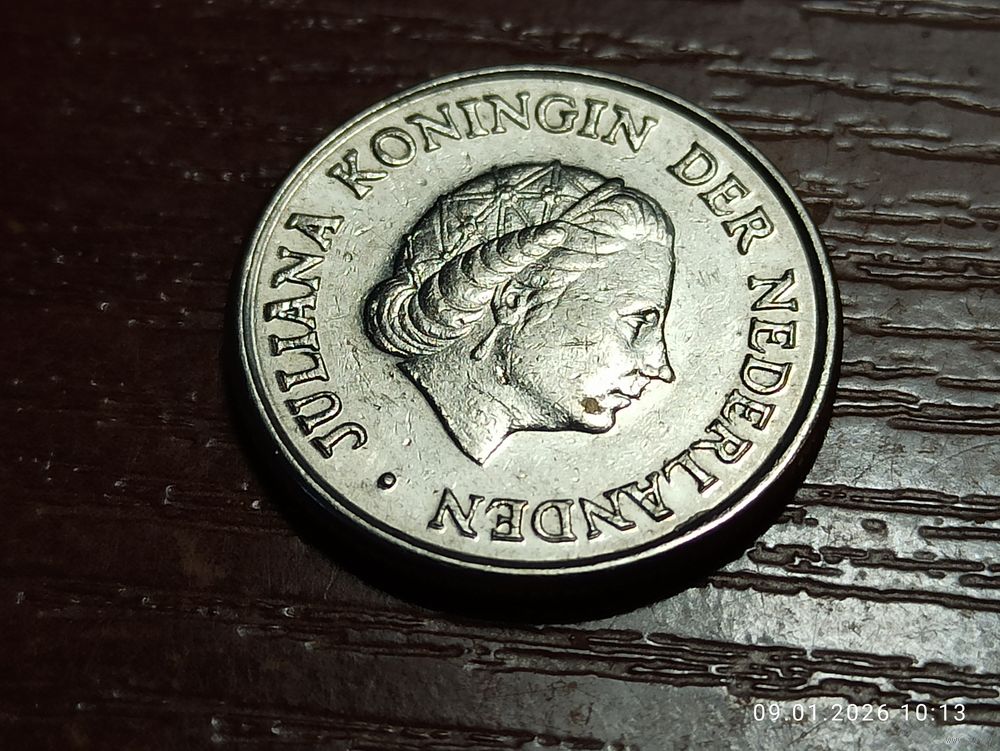 JULIANA KONINGIN DER NEDERLANDEN •
09.01.2026 10:13